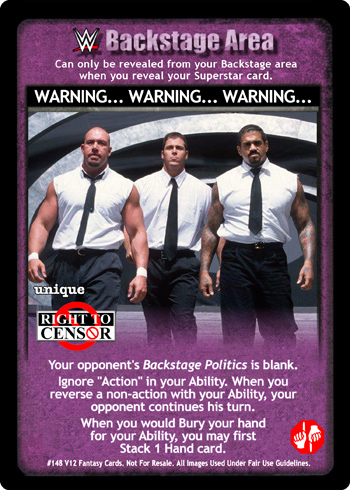 W Backstage Area
Can only be revealed from your Backstage area
when you reveal your Superstar card.
WARNING... WARNING... WARNING...
unique
RIGHT TO
CENSOR
Your opponent's Backstage Politics is blank.
Ignore "Action" in your Ability. When you
reverse a non-action with your Ability, your
opponent continues his turn.
When you would Bury your hand
for your Ability, you may first
Stack 1 Hand card.
#148 V12 Fantasy Cards. Not For Resale. All Images Used Under Fair Use Guidelines.